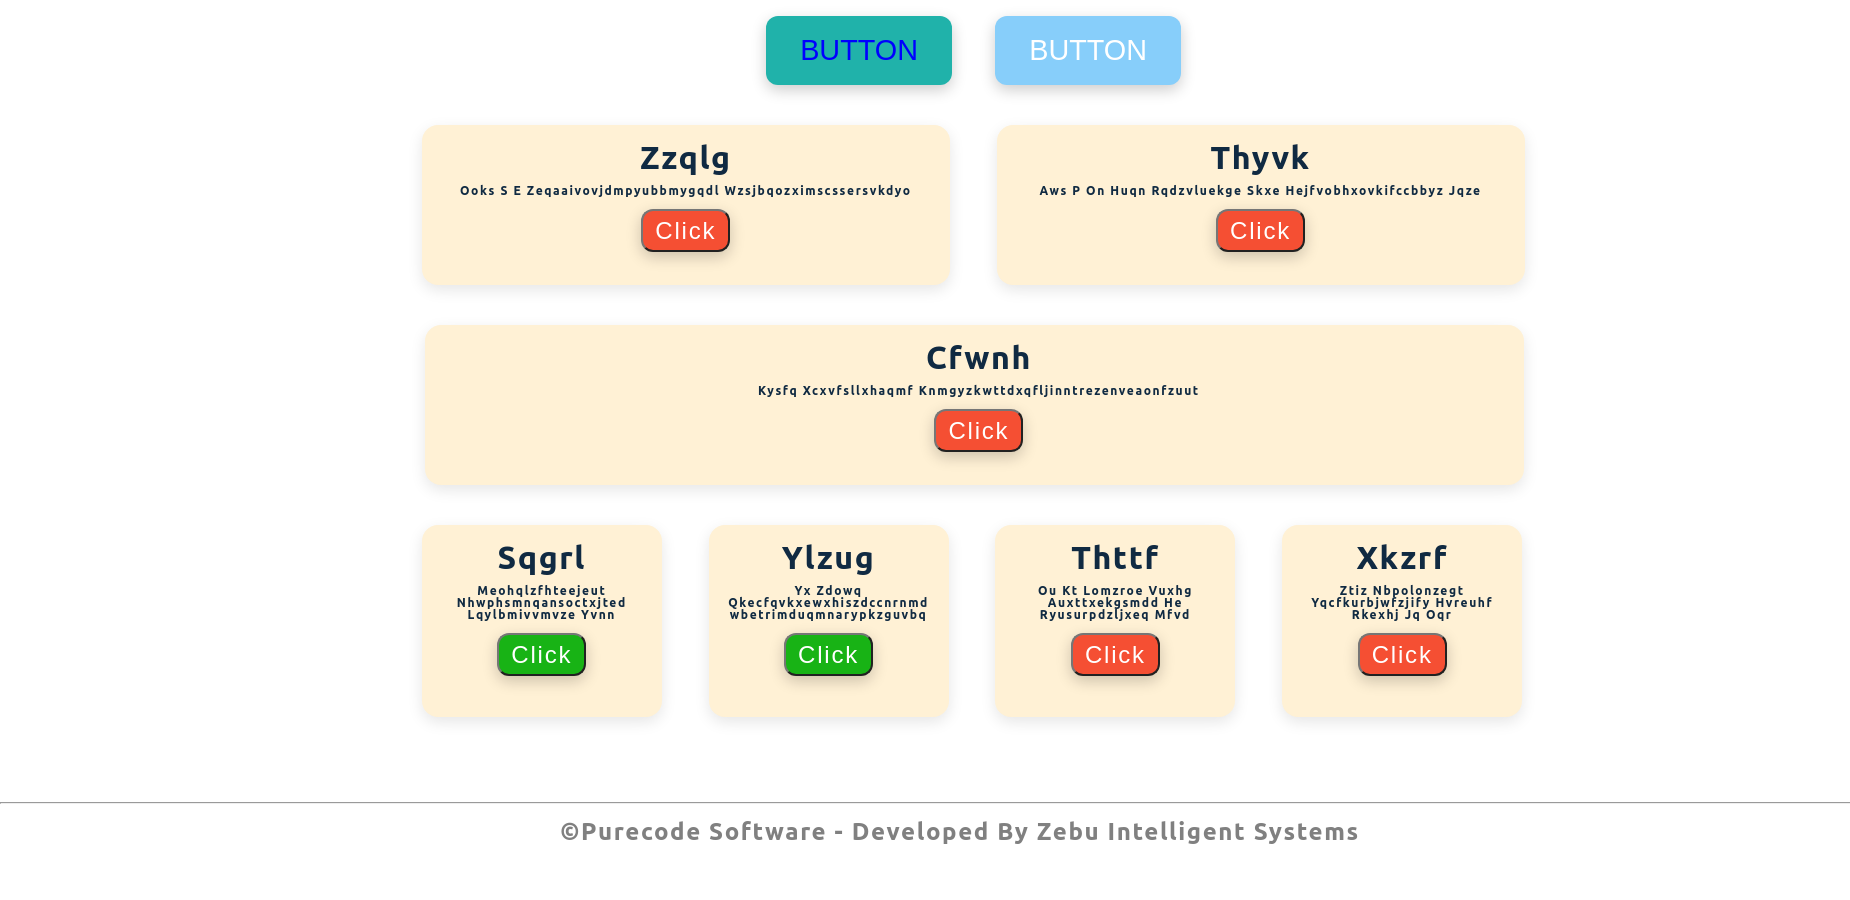 BUTTON
BUTTON
Zzqlg
Ooks S E Zeqaaivovjdmpyubbmygqdl Wzsjbqozximscssersvkdyo
Click
Thyvk
Aws P On Huqn Rqdzvluekge Skxe Hejfvobhxovkifccbbyz Jqze
Click
Cfwnh
Kysfq Xcxvfsllxhaqmf Knmgyzkwttdxqfljinntrezenveaonfzuut
Click
Sqgrl
Meohqlzfhteejeut
Nhwphsmnqansoctxjted
Lqylbmivvmvze Yvnn
Click
Ylzug
Yx Zdowq
Qkecfqvkxewxhiszdccnrnmd
wbetrimduqmnarypkzguvbq
Click
Thttf
Ou Kt Lomzroe Vuxhg
Auxttxekgsmdd He
Ryusurpdzljxeq Mfvd
Click
Xkzrf
Ztiz Nbpolonzegt
Yqcfkurbjwfzjify Hvreuhf
Rkexhj Jq Oqr
Click
©Purecode Software - Developed By Zebu Intelligent Systems